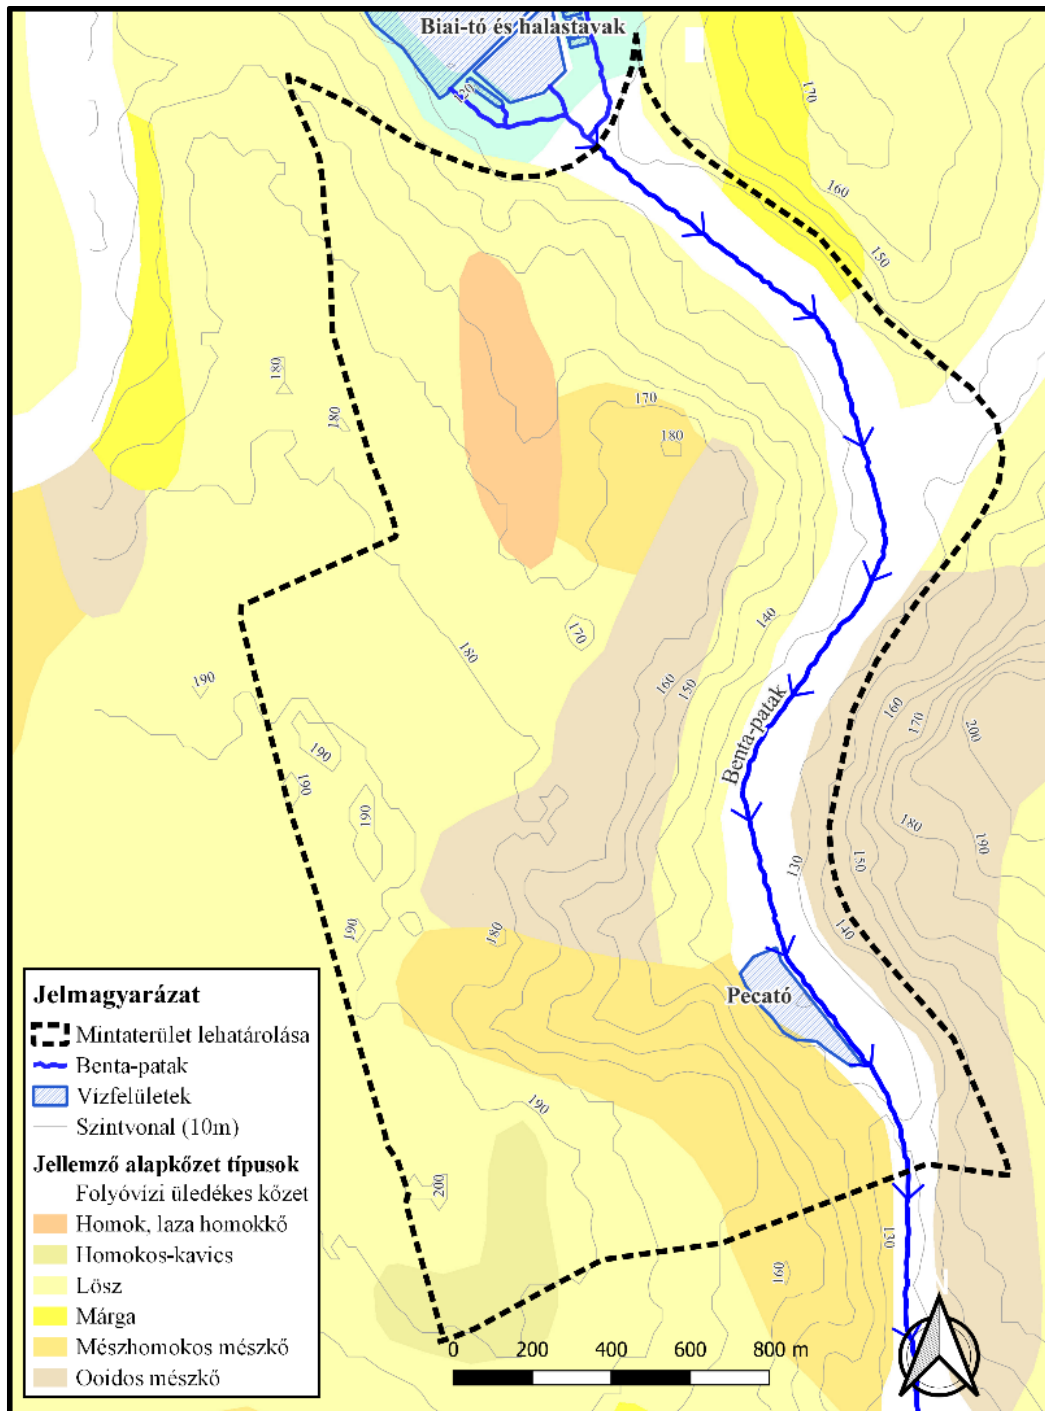 Biai-tó és halastavak
120
170
160
150
180
180
170
180
140
170
180
190
160
150
160
170
200
Benta-patak
190
190
190
180
190
130
150
140
190
180
Pecató
190
200
130
160
Jelmagyarázat
Mintaterület lehatárolása
Benta-patak
Vízfelületek
Szintvonal (10m)
Jellemző alapkőzet típusok
Folyóvízi üledékes kőzet
Homok, laza homokkő
Homokos-kavics
Lösz
Márga
Mészhomokos mészkő
Ooidos mészkő
0 200 400 600 800 m
N